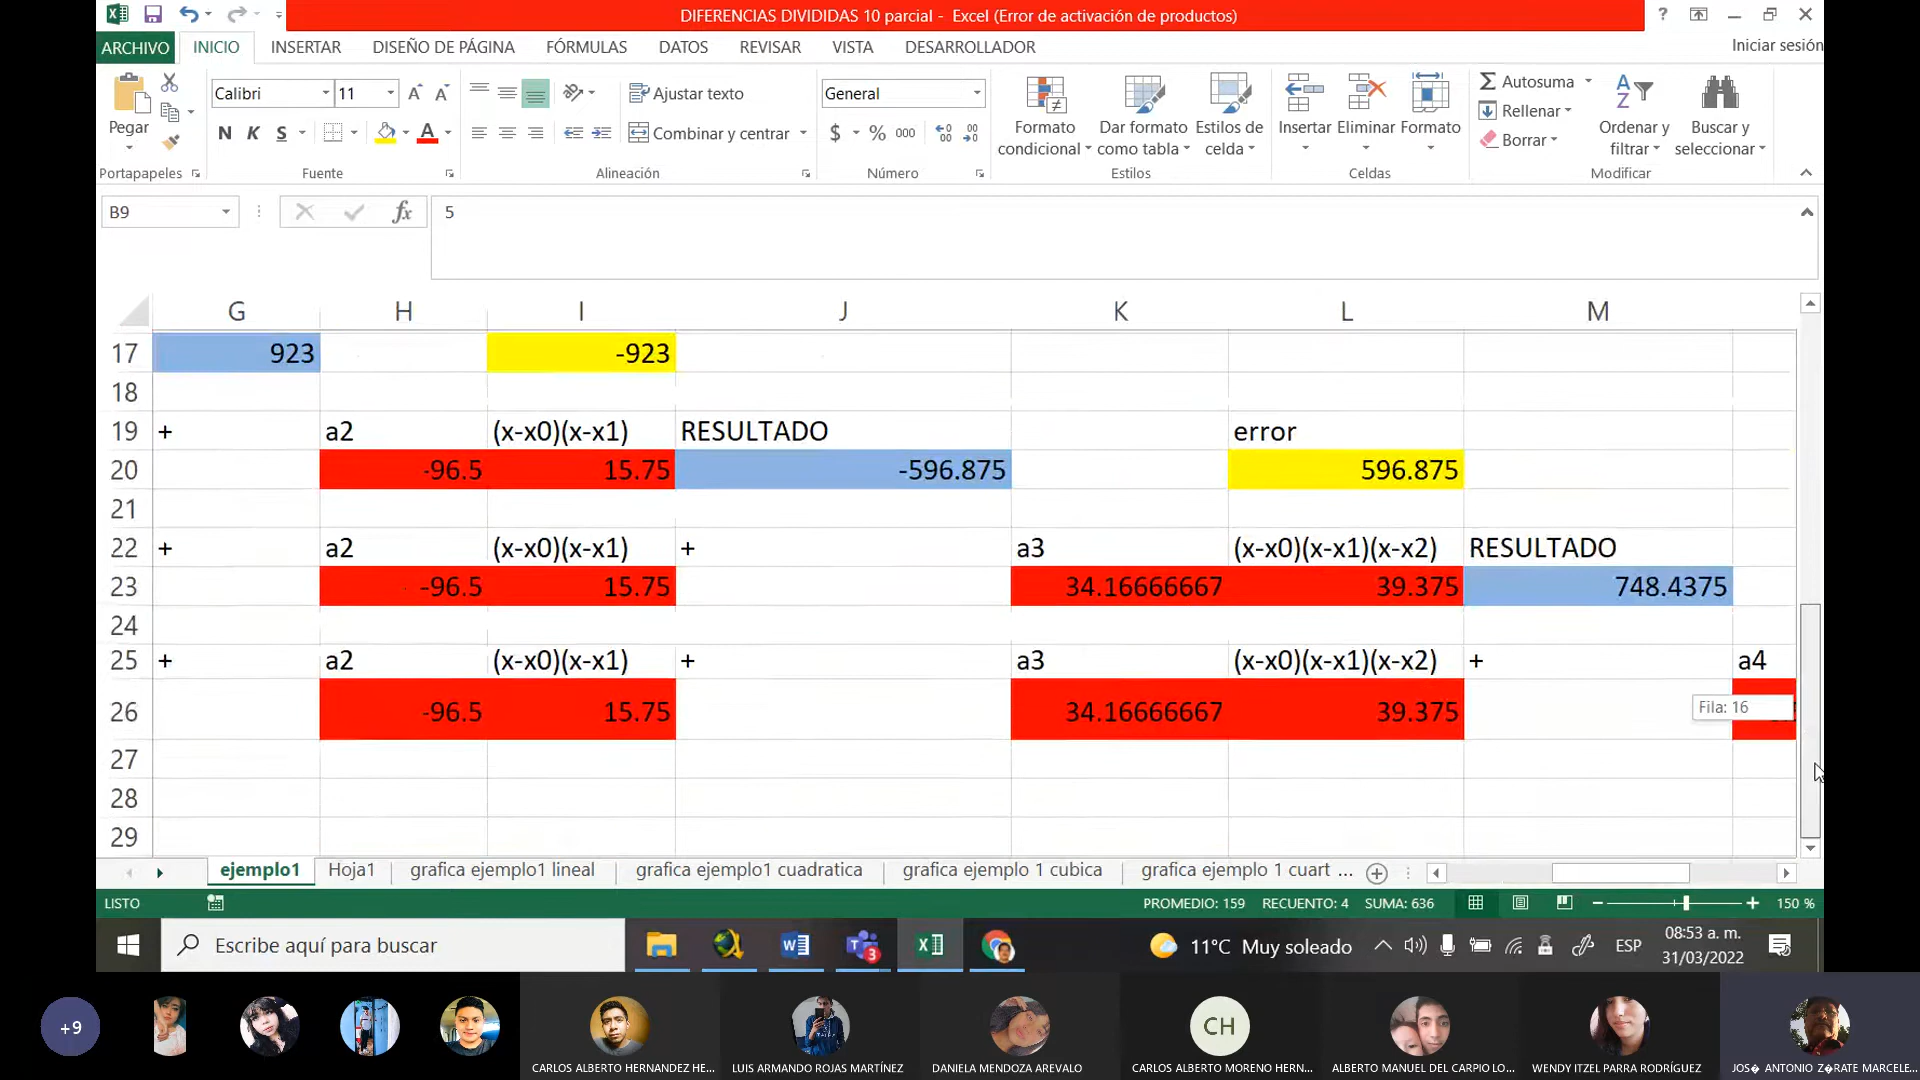 DIFERENCIAS DIVIDIDAS 10 parcial - Excel (Error de activación de productos)
?
ARCHIVO INICIO INSERTAR DISEÑO DE PÁGINA FÓRMULAS DATOS REVISAR VISTA DESARROLLADOR Iniciar sesión
Pegar
Calibri 11
N K S A
Ajustar texto
Combinar y centrar
General
$ % 000
Formato condicional
Dar formato como tabla
Estilos de celda
Insertar Eliminar Formato
Autosuma
Rellenar
Borrar
Ordenar y filtrar
Buscar y seleccionar
Portapapeles Fuente Alineación Número Estilos Celdas Modificar
B9 fx 5
G H I J K L M
17 923 -923
18
19 + a2 (x-x0)(x-x1) RESULTADO error
20 -96.5 15.75 -596.875 596.875
21
22 + a2 (x-x0)(x-x1) + a3 (x-x0)(x-x1)(x-x2) RESULTADO
23 -96.5 15.75 34.16666667 39.375 748.4375
24
25 + a2 (x-x0)(x-x1) + a3 (x-x0)(x-x1)(x-x2) + a4
26 -96.5 15.75 34.16666667 39.375
Fila: 16
27
28
29
ejemplo1 Hoja1 grafica ejemplo1 lineal grafica ejemplo1 cuadratica grafica ejemplo 1 cubica grafica ejemplo 1 cuart ...
LISTO PROMEDIO: 159 RECUENTO: 4 SUMA: 636 150 %
Escribe aquí para buscar
3
11°C Muy soleado ESP 08:53 a. m.
31/03/2022
+9
CH
CARLOS ALBERTO HERNANDEZ HE... LUIS ARMANDO ROJAS MARTÍNEZ DANIELA MENDOZA AREVALO CARLOS ALBERTO MORENO HERN... ALBERTO MANUEL DEL CARPIO LO... WENDY ITZEL PARRA RODRÍGUEZ JOS� ANTONIO Z�RATE MARCELE...